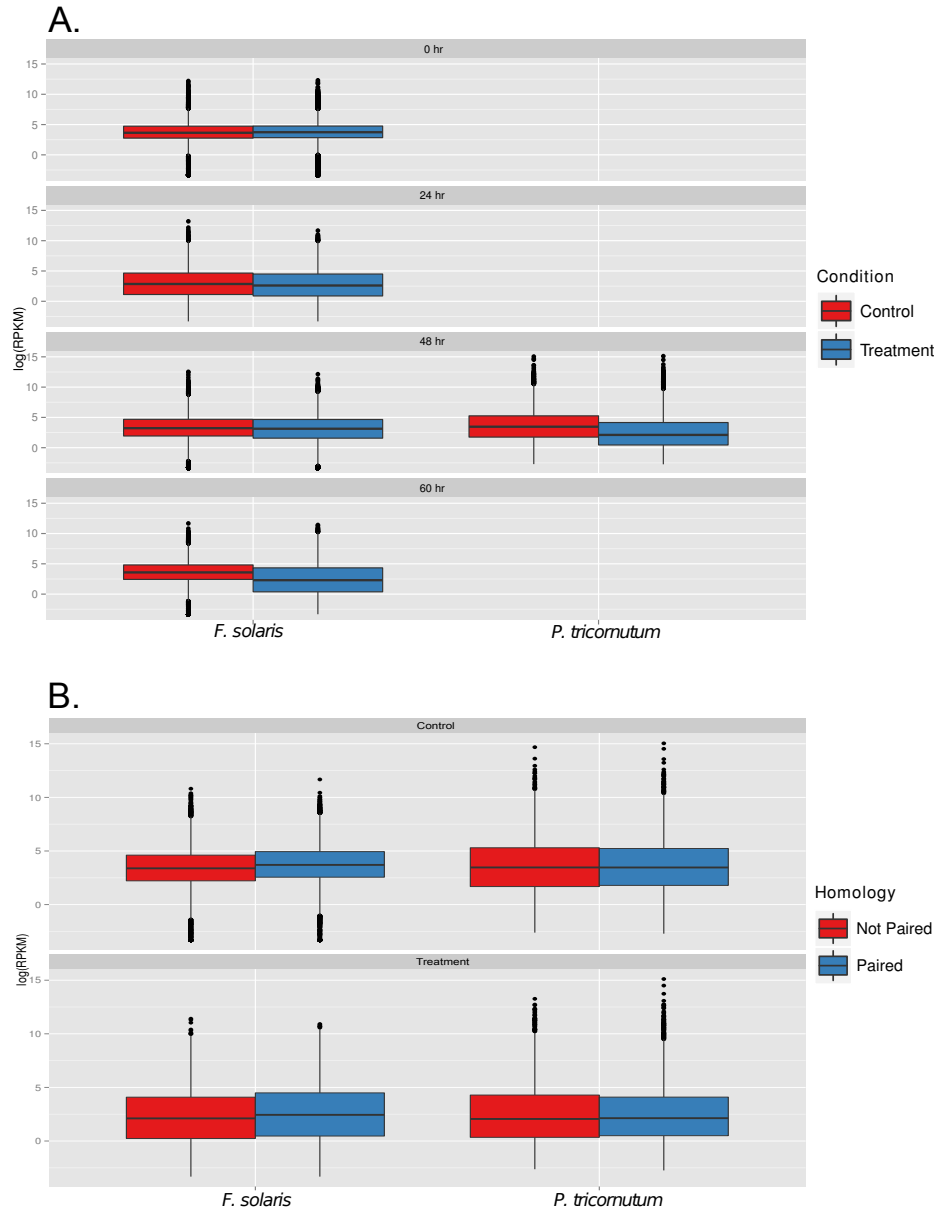 A.
0 hr
15
10
5
0
24 hr
15
10
5
0
log(RPKM)
48 hr
15
10
5
0
60 hr
15
10
5
0
F. solaris
P. tricornutum
Condition
Control
Treatment
B.
Control
15
10
5
0
log(RPKM)
Treatment
15
10
5
0
F. solaris
P. tricornutum
Homology
Not Paired
Paired